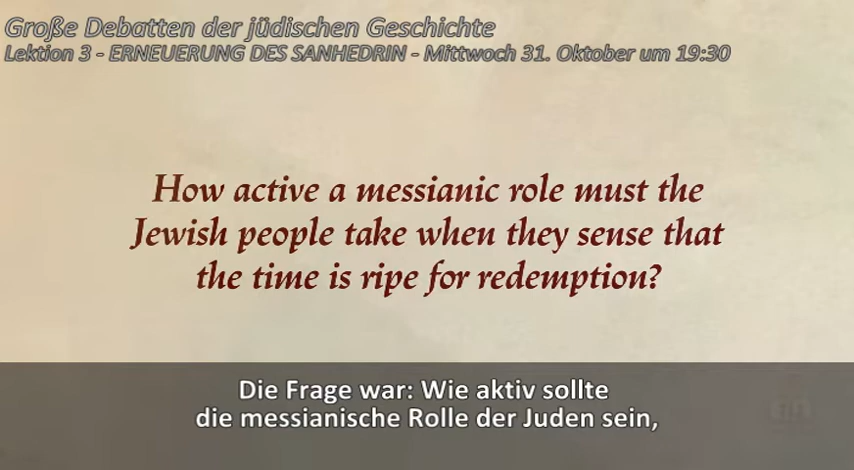 Große Debatten der jüdischen Geschichte
Lektion 3 - ERNEUERUNG DES SANHEDRIN - Mittwoch 31. Oktober um 19:30
How active a messianic role must the
Jewish people take when they sense that
the time is ripe for redemption?
Die Frage war: Wie aktiv sollte
die messianische Rolle der Juden sein,